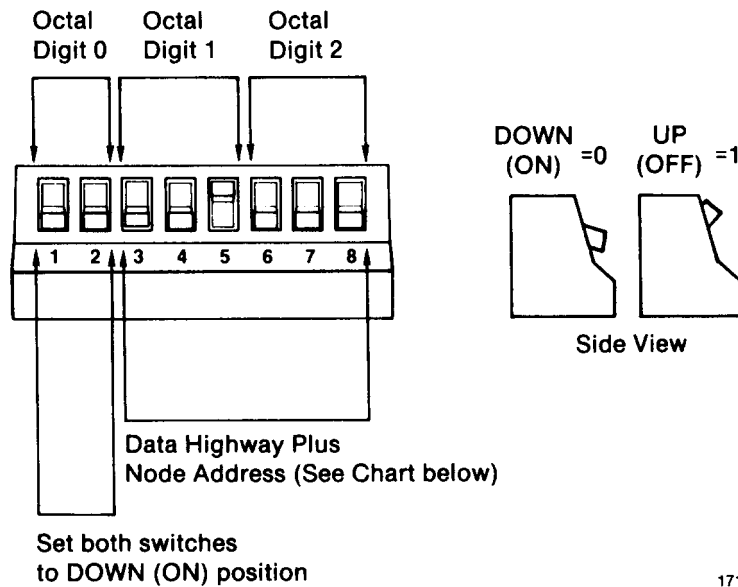 Octal Octal Octal
Digit 0 Digit 1 Digit 2
DOWN (ON) =0
UP (OFF) =1
1 2 3 4 5 6 7 8
Side View
Data Highway Plus
Node Address (See Chart below)
Set both switches
to DOWN (ON) position